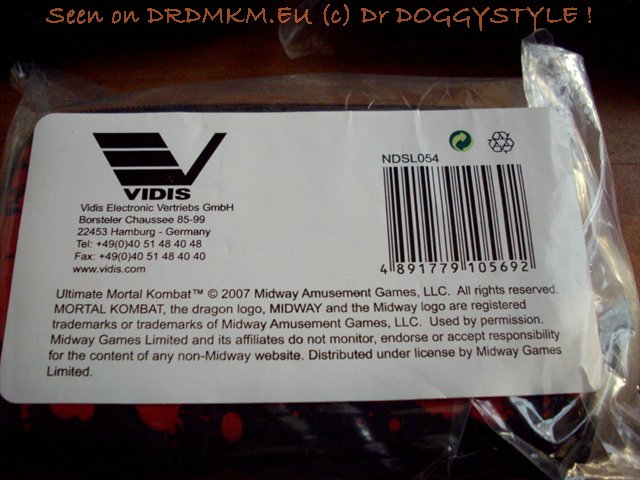 Seen on DRDMKM.EU (c) Dr DOGGYSTYLE !
VIDIS
Vidis Electronic Vertriebs GmbH
Borsteler Chaussee 85-99
22453 Hamburg - Germany
Tel: +49(0)40 51 48 40 48
Fax: +49(0)40 51 48 40 40
www.vidis.com
NDSL054
4 891779 105692
Ultimate Mortal Kombat™ © 2007 Midway Amusement Games, LLC. All rights reserved.
MORTAL KOMBAT, the dragon logo, MIDWAY and the Midway logo are registered
trademarks or trademarks of Midway Amusement Games, LLC. Used by permission.
Midway Games Limited and its affiliates do not monitor, endorse or accept responsibility
for the content of any non-Midway website. Distributed under license by Midway Games
Limited.